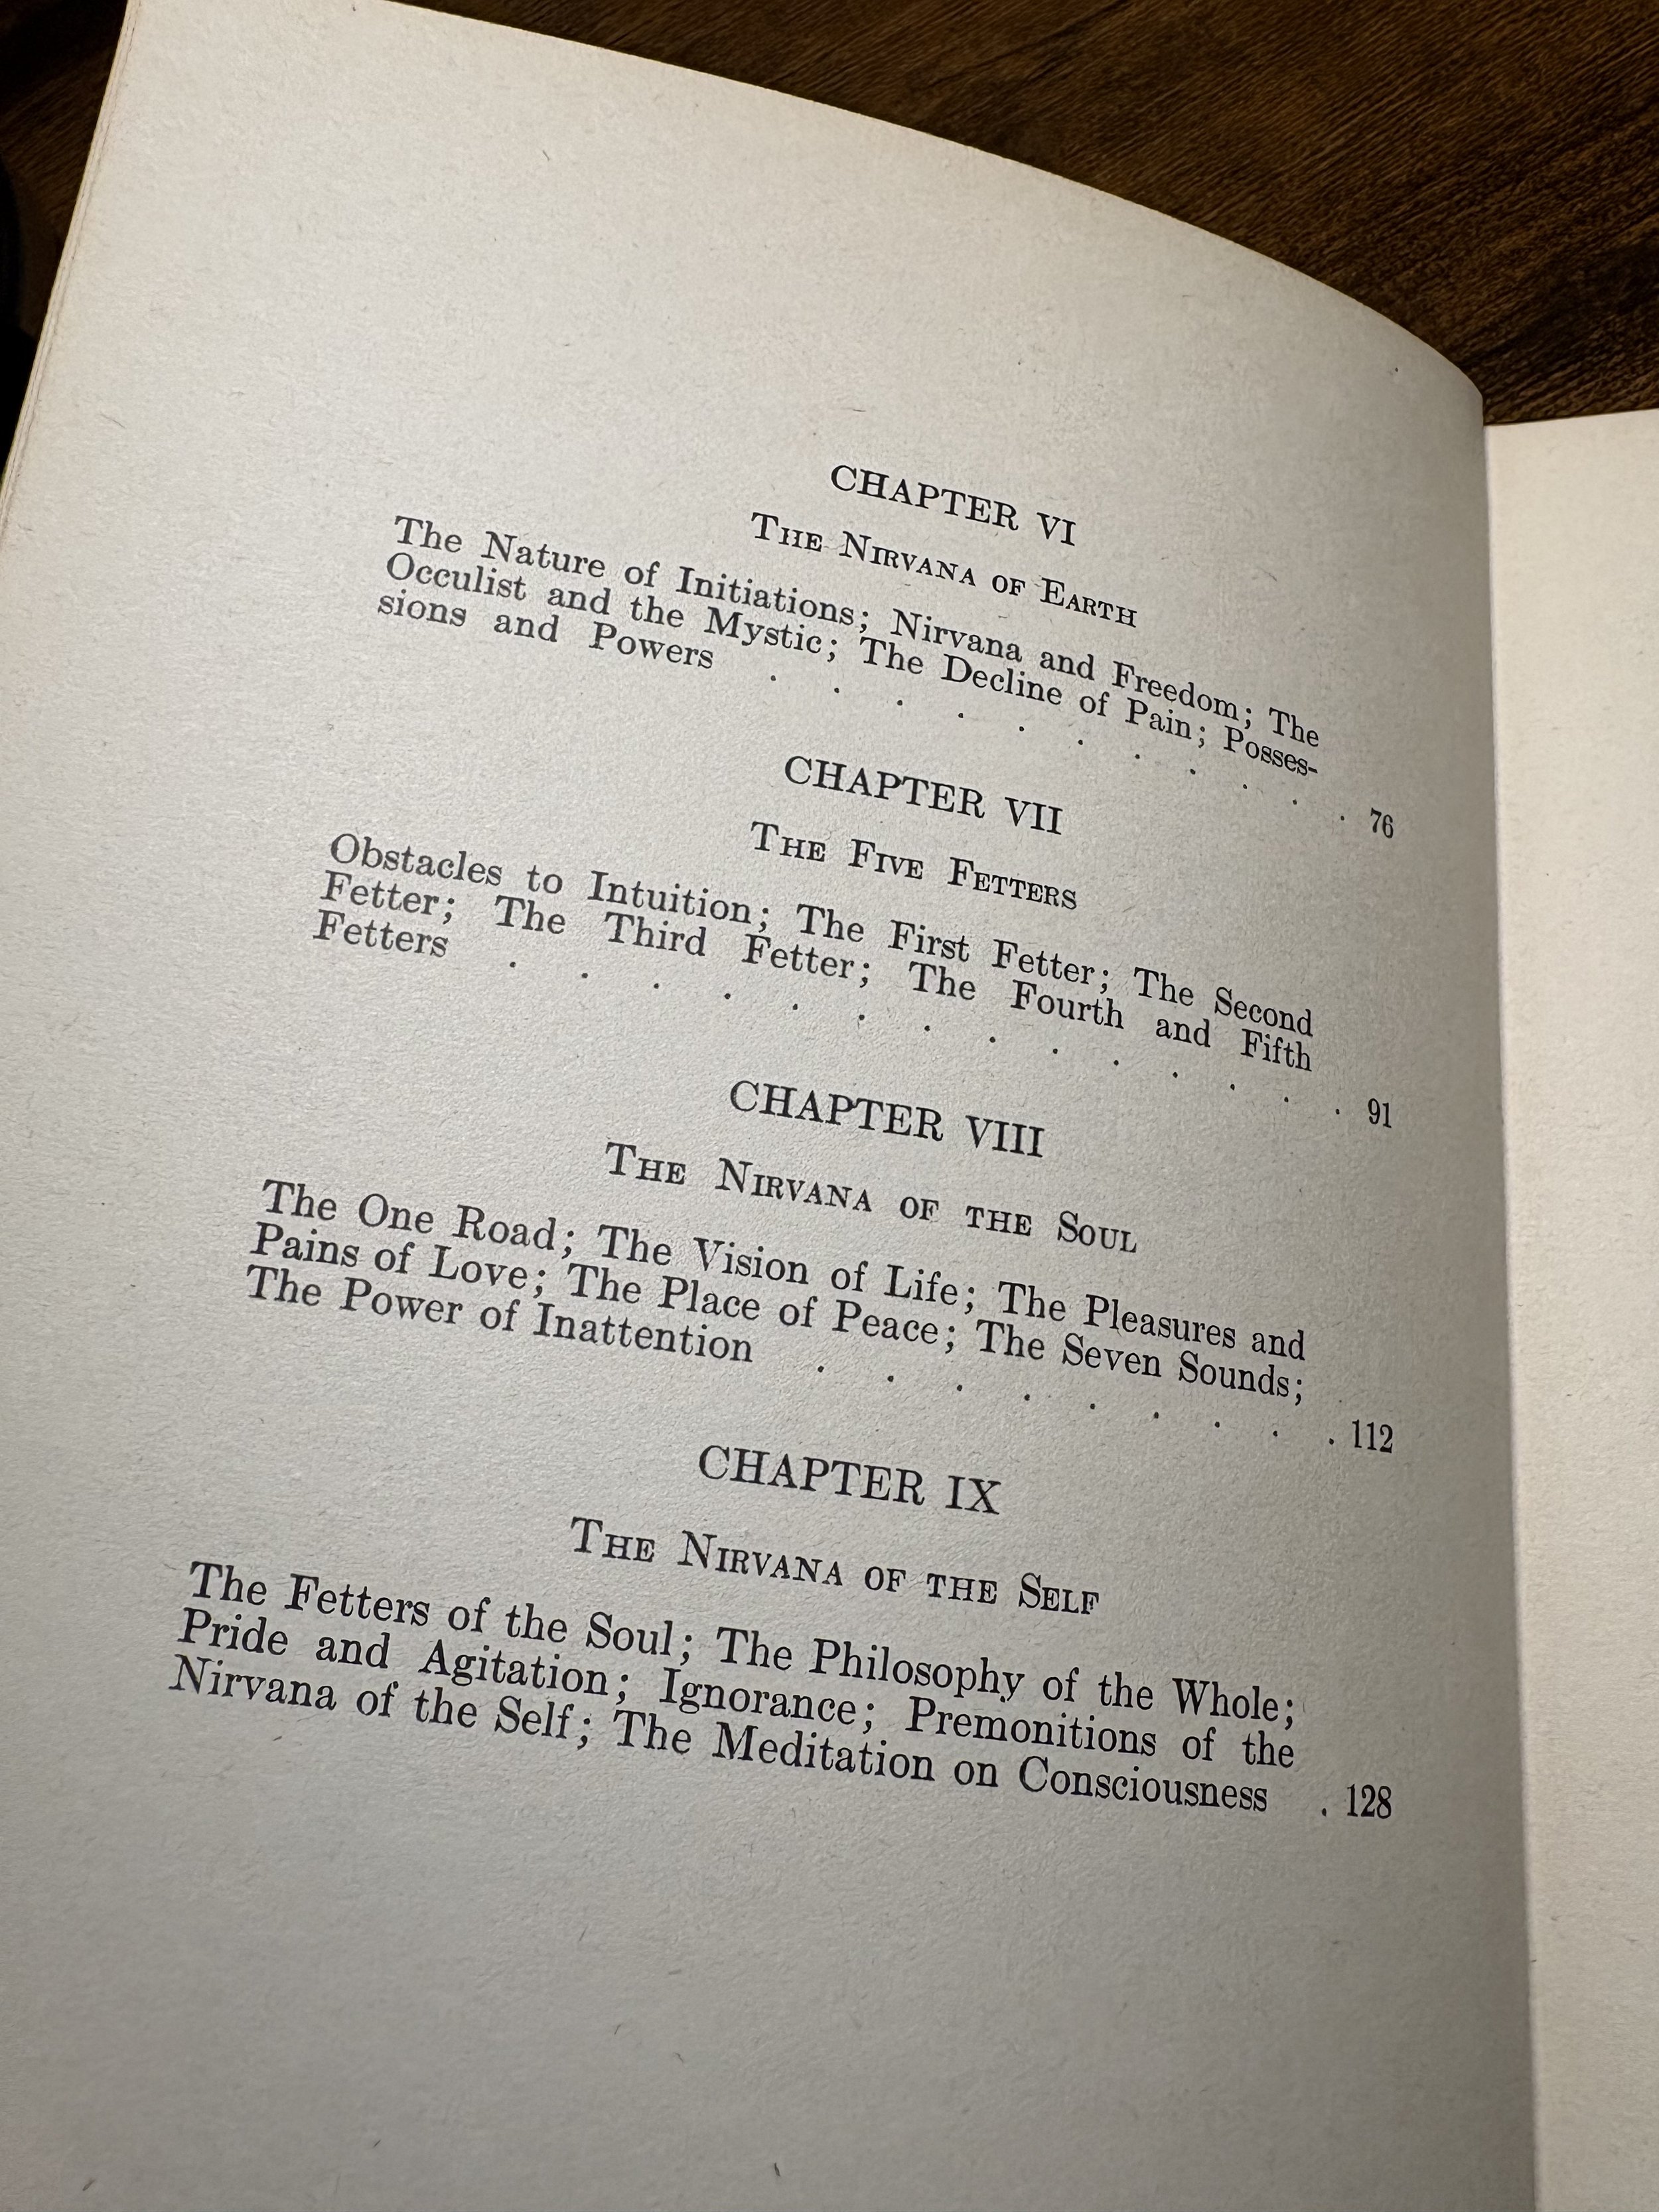 CHAPTER VI
THE NIRVANA OF EARTH
The Nature of Initiations; Nirvana and Freedom; The
Occulist and the Mystic; The Decline of Pain; Posses-
sions and Powers . . . . . . . . . . . 76
CHAPTER VII
THE FIVE FETTERS
Obstacles to Intuition; The First Fetter; The Second
Fetter; The Third Fetter; The Fourth and Fifth
Fetters . . . . . . . . . . . . . . 91
CHAPTER VIII
THE NIRVANA OF THE SOUL
The One Road; The Vision of Life; The Pleasures and
Pains of Love; The Place of Peace; The Seven Sounds;
The Power of Inattention . . . . . . . . . 112
CHAPTER IX
THE NIRVANA OF THE SELF
The Fetters of the Soul; The Philosophy of the Whole;
Pride and Agitation; Ignorance; Premonitions of the
Nirvana of the Self; The Meditation on Consciousness . 128